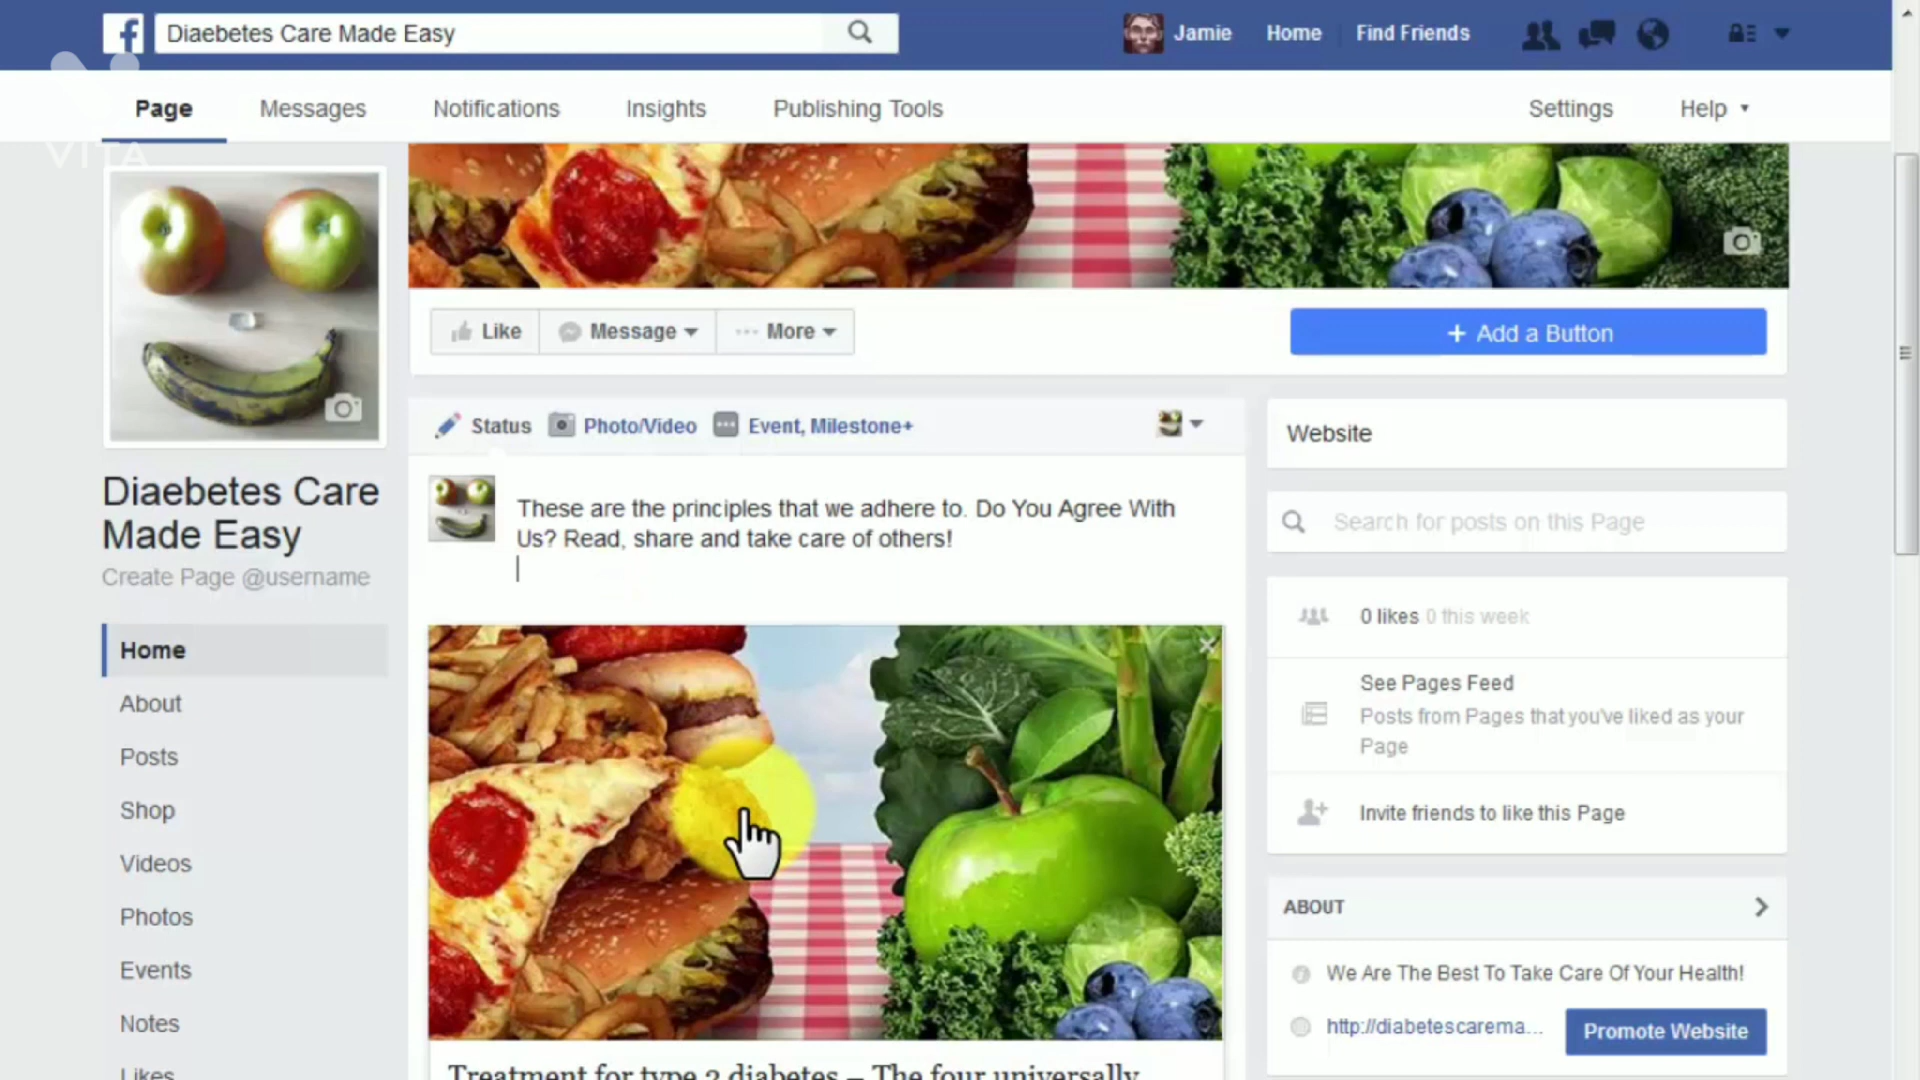 Diaebetes Care Made Easy
Jamie
Home
Find Friends
Page
Messages
Notifications
Insights
Publishing Tools
Settings
Help
VITA
Like
Message
More
+ Add a Button
Status
Photo/Video
Event, Milestone+
Website
These are the principles that we adhere to. Do You Agree With
Us? Read, share and take care of others!
Search for posts on this Page
Diaebetes Care
Made Easy
Create Page @username
0 likes 0 this week
See Pages Feed
Posts from Pages that you've liked as your
Page
Invite friends to like this Page
Home
About
Posts
Shop
Videos
Photos
Events
Notes
Likes
ABOUT
We Are The Best To Take Care Of Your Health!
http://diabetescarema...
Promote Website
Treatment for type 2 diabetes – The four universally